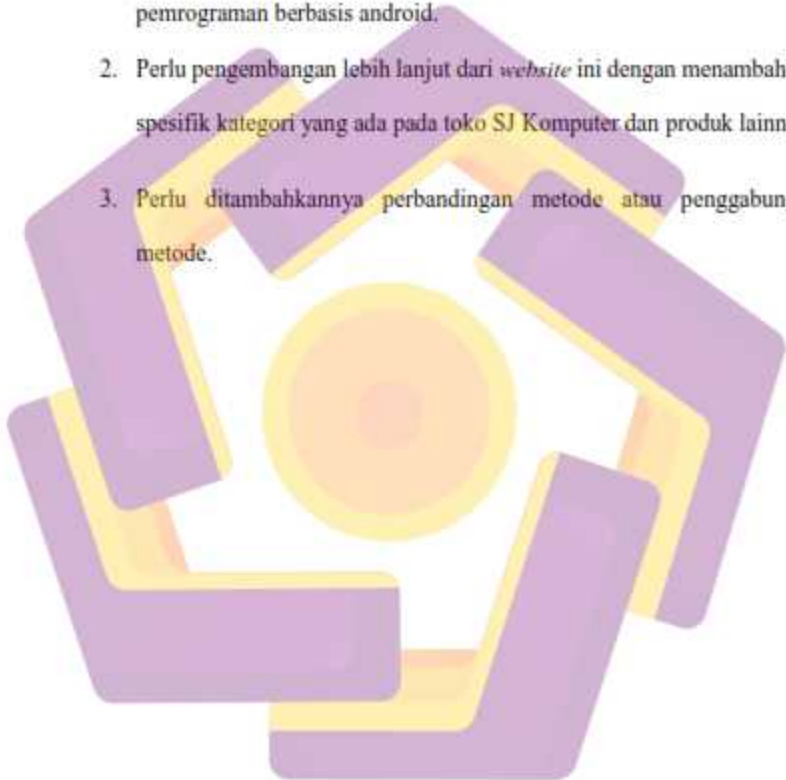 pemrograman berbasis android.
2. Perlu pengembangan lebih lanjut dari website ini dengan menambah
spesifik kategori yang ada pada toko SJ Komputer dan produk lainn
3. Perlu ditambahkannya perbandingan metode atau penggabun
metode.